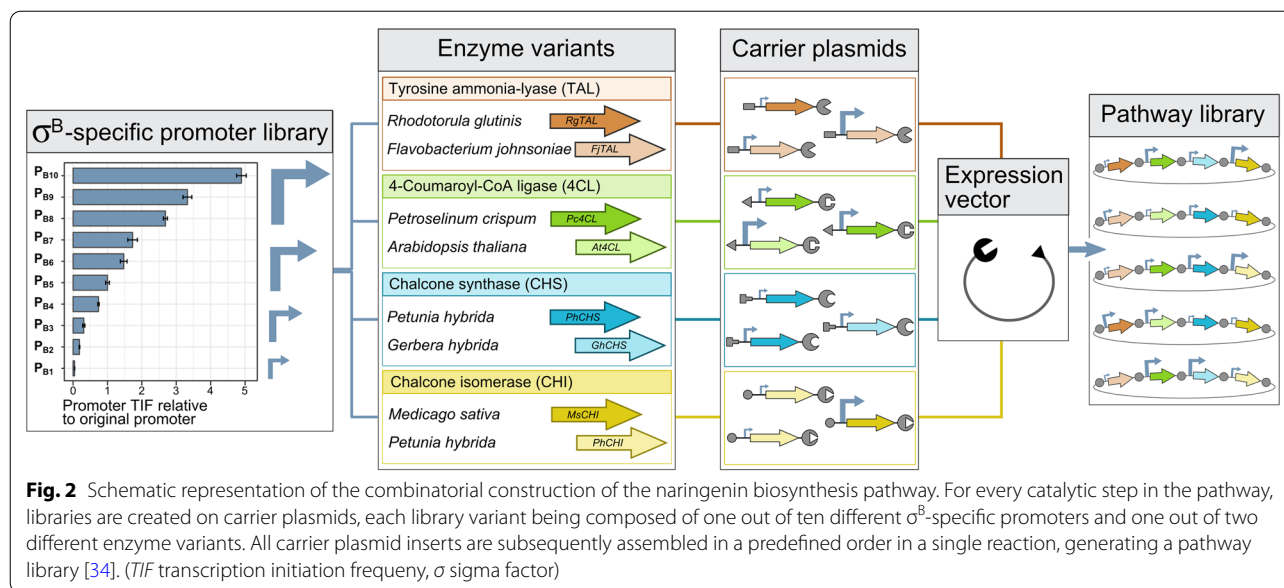 σB-specific promoter library
PB10
PB9
PB8
PB7
PB6
PB5
PB4
PB3
PB2
PB1
0 1 2 3 4 5
Promoter TIF relative
to original promoter
Enzyme variants
Tyrosine ammonia-lyase (TAL)
Rhodotorula glutinis
RgTAL
Flavobacterium johnsoniae
FjTAL
4-Coumaroyl-CoA ligase (4CL)
Petroselinum crispum
Pc4CL
Arabidopsis thaliana
At4CL
Chalcone synthase (CHS)
Petunia hybrida
PhCHS
Gerbera hybrida
GhCHS
Chalcone isomerase (CHI)
Medicago sativa
MsCHI
Petunia hybrida
PhCHI
Carrier plasmids
Expression
vector
Pathway library
Fig. 2 Schematic representation of the combinatorial construction of the naringenin biosynthesis pathway. For every catalytic step in the pathway,
libraries are created on carrier plasmids, each library variant being composed of one out of ten different σB-specific promoters and one out of two
different enzyme variants. All carrier plasmid inserts are subsequently assembled in a predefined order in a single reaction, generating a pathway
library [34]. (TIF transcription initiation frequeny, σ sigma factor)